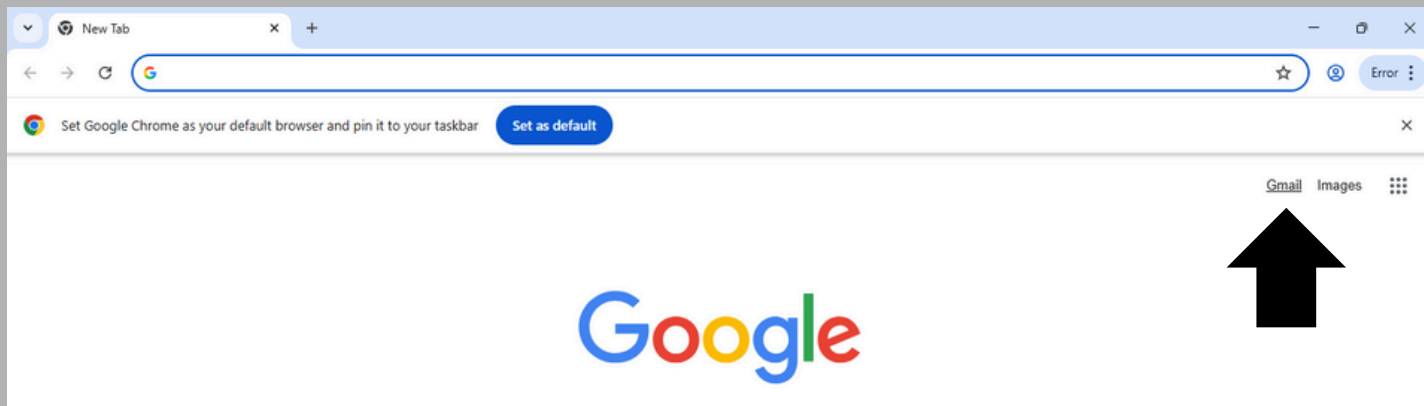 New Tab
Error
Set Google Chrome as your default browser and pin it to your taskbar Set as default
Gmail Images
Google